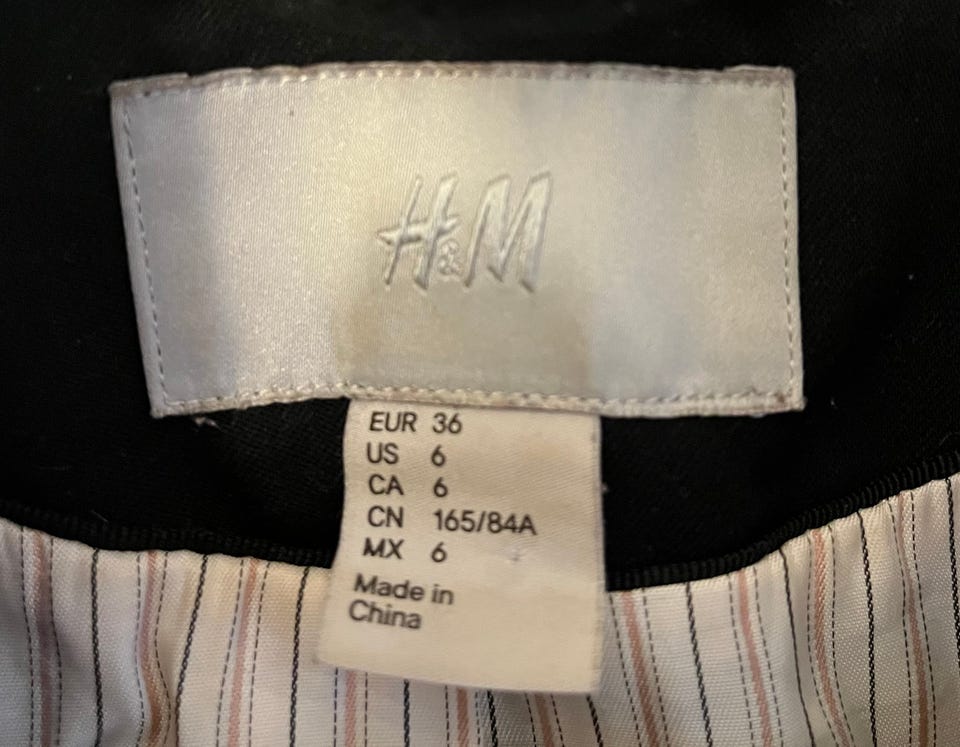 H&M
EUR 36
US 6
CA 6
CN 165/84A
MX 6
Made in
China